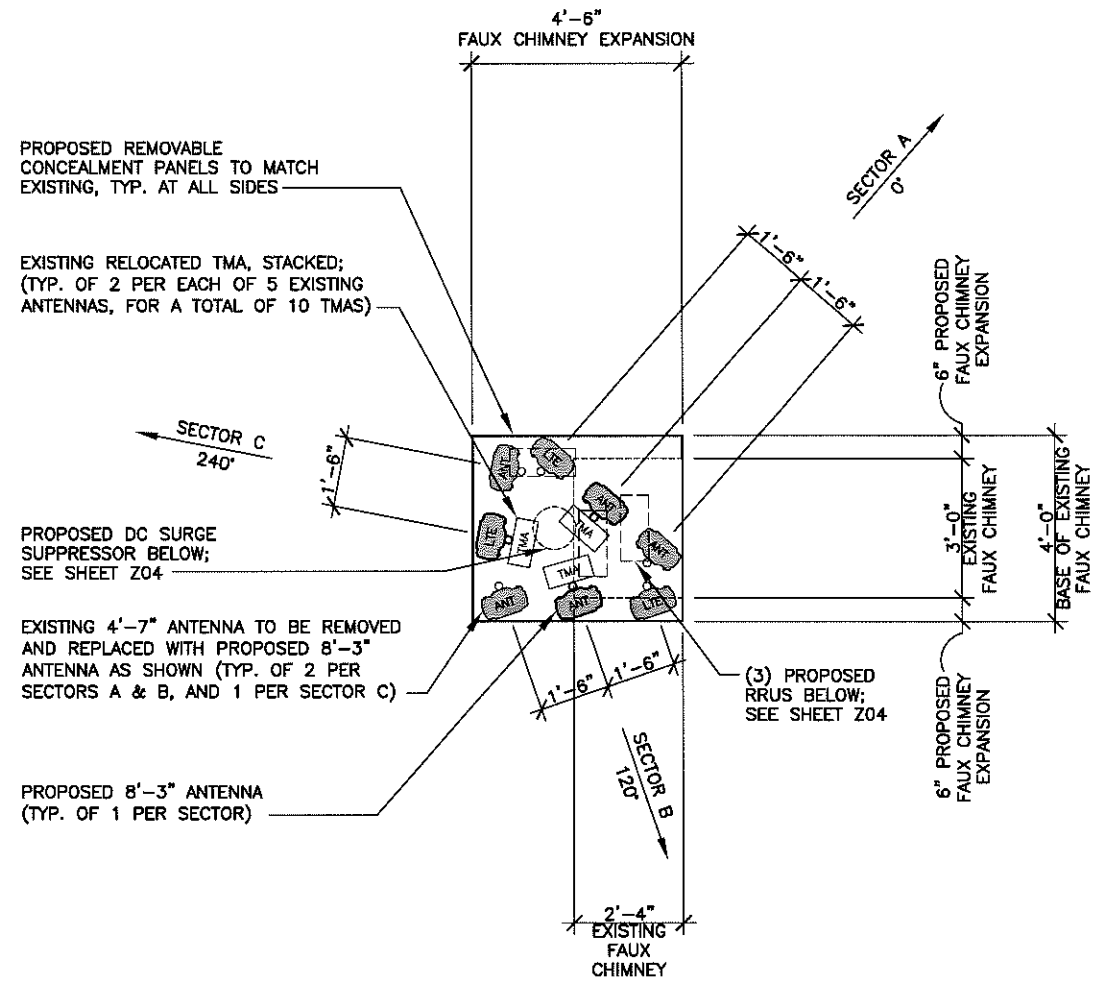 4'-6"
FAUX CHIMNEY EXPANSION
PROPOSED REMOVABLE
CONCEALMENT PANELS TO MATCH
EXISTING, TYP. AT ALL SIDES
SECTOR A
0°
EXISTING RELOCATED TMA, STACKED;
(TYP. OF 2 PER EACH OF 5 EXISTING
ANTENNAS, FOR A TOTAL OF 10 TMAS)
1'-6"
1'-6"
6" PROPOSED
FAUX CHIMNEY
EXPANSION
SECTOR C
240°
1'-6"
ANT
LTE
ANT
ANT
LTE
TMA
TMA
TMA
ANT
ANT
LTE
3'-0"
EXISTING
FAUX CHIMNEY
4'-0"
BASE OF EXISTING
FAUX CHIMNEY
PROPOSED DC SURGE
SUPPRESSOR BELOW;
SEE SHEET Z04
EXISTING 4'-7" ANTENNA TO BE REMOVED
AND REPLACED WITH PROPOSED 8'-3"
ANTENNA AS SHOWN (TYP. OF 2 PER
SECTORS A & B, AND 1 PER SECTOR C)
1'-6"
1'-6"
(3) PROPOSED
RRUS BELOW;
SEE SHEET Z04
6" PROPOSED
FAUX CHIMNEY
EXPANSION
SECTOR B
120°
PROPOSED 8'-3" ANTENNA
(TYP. OF 1 PER SECTOR)
2'-4"
EXISTING
FAUX
CHIMNEY